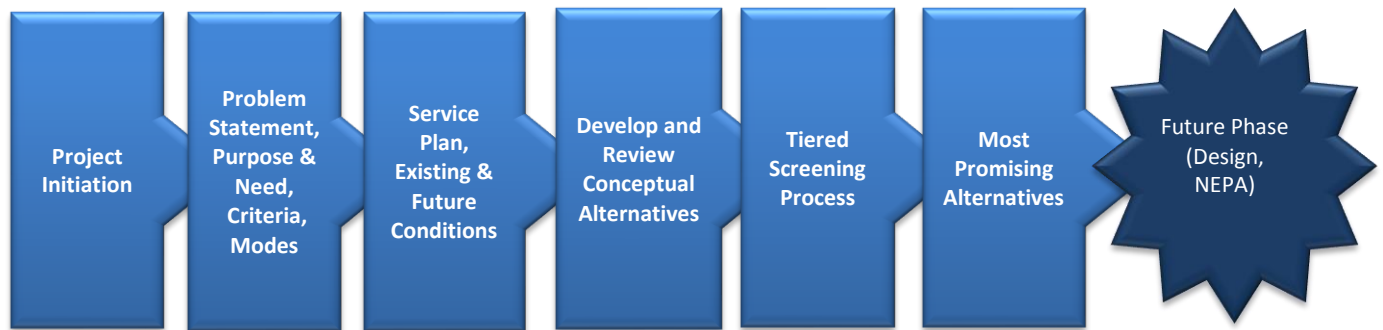 Project
Initiation
Problem
Statement,
Purpose &
Need,
Criteria,
Modes
Service
Plan,
Existing &
Future
Conditions
Develop and
Review
Conceptual
Alternatives
Tiered
Screening
Process
Most
Promising
Alternatives
Future Phase
(Design,
NEPA)